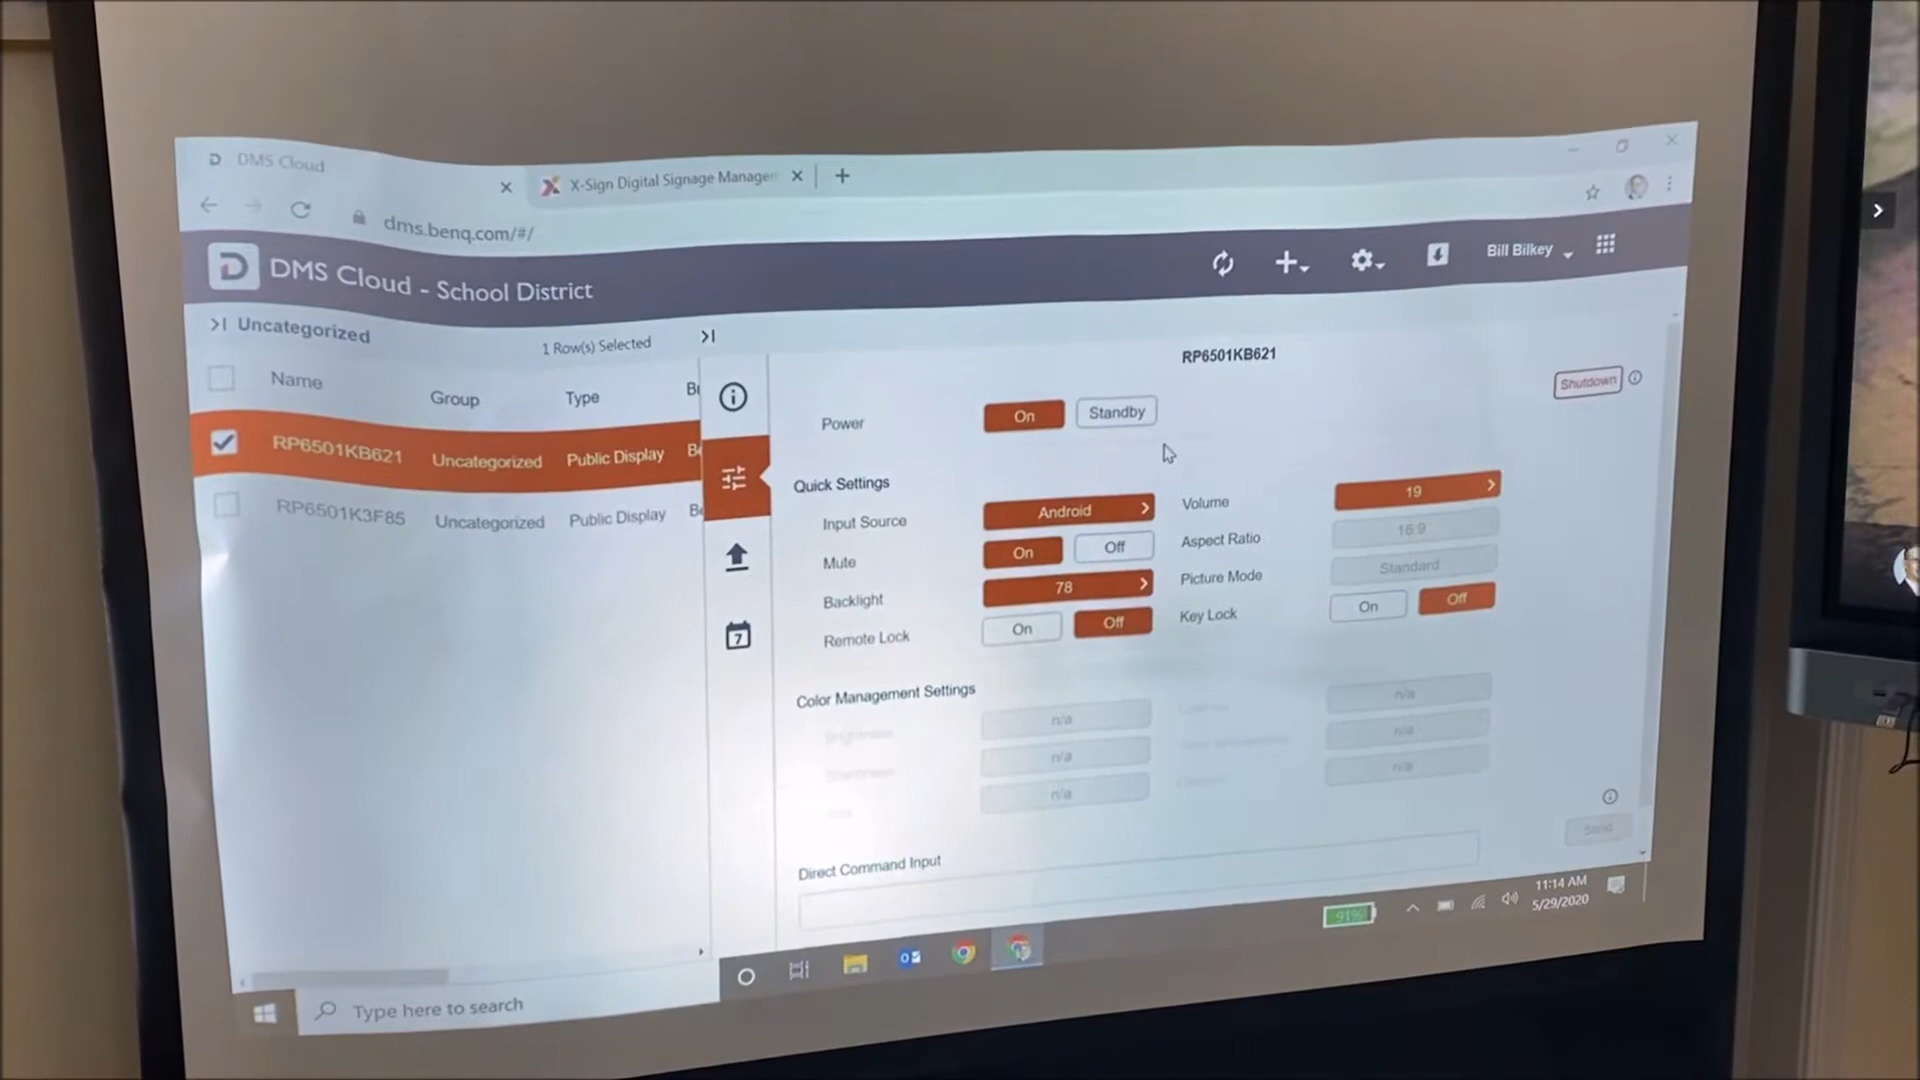 DMS Cloud
X-Sign Digital Signage Manager
dms.benq.com/#/
DMS Cloud - School District
Bill Bilkey
Uncategorized
1 Row(s) Selected
Name Group Type
RP6501KB621 Uncategorized Public Display
RP6501K3F85 Uncategorized Public Display
RP6501KB621
Shutdown
Power On Standby
Quick Settings
Input Source Android
Volume 19
Mute On Off
Aspect Ratio 16:9
Backlight 78
Picture Mode Standard
Remote Lock On Off
Key Lock On Off
Color Management Settings
n/a n/a
n/a n/a
n/a n/a
Direct Command Input
Send
7
Type here to search
91%
11:14 AM
5/29/2020